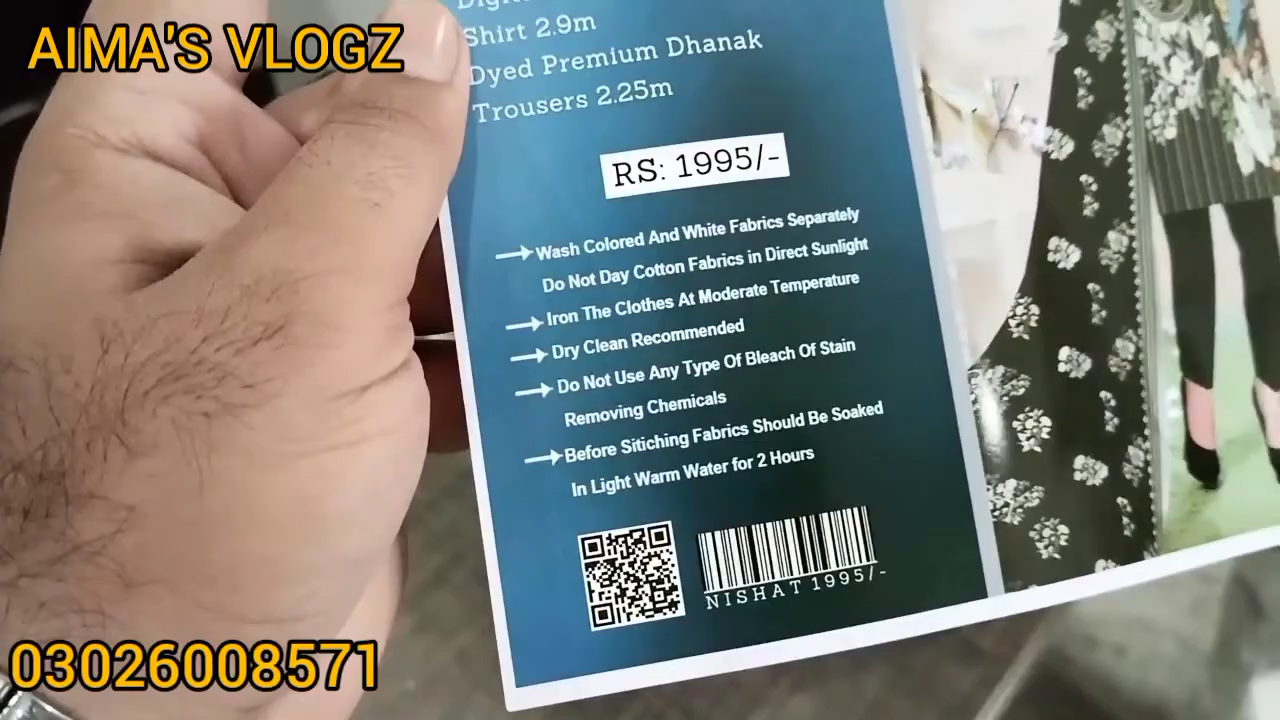 AIMA'S VLOGZ
Shirt 2.9m
Dyed Premium Dhanak
Trousers 2.25m
RS: 1995/-
Wash Colored And White Fabrics Separately
Do Not Day Cotton Fabrics in Direct Sunlight
Iron The Clothes At Moderate Temperature
Dry Clean Recommended
Do Not Use Any Type Of Bleach Of Stain
Removing Chemicals
Before Sitiching Fabrics Should Be Soaked
In Light Warm Water for 2 Hours
NISHAT 1995/-
03026008571